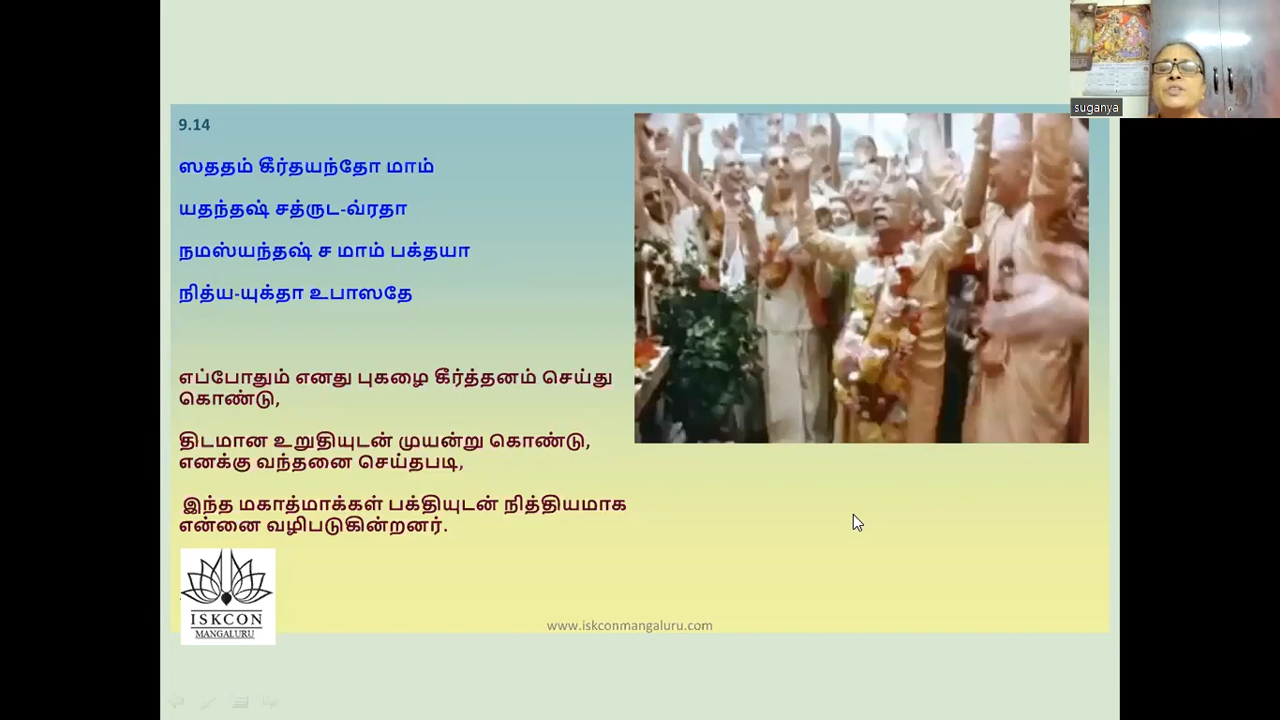 suganya
9.14
ஸததம் கீர்தயந்தோ மாம்
யதந்தஷ் சத்ருட-வ்ரதா
நமஸ்யந்தஷ் ச மாம் பக்தயா
நித்ய-யுக்தா உபாஸதே
எப்போதும் எனது புகழை கீர்த்தனம் செய்து
கொண்டு,
திடமான உறுதியுடன் முயன்று கொண்டு,
எனக்கு வந்தனை செய்தபடி,
இந்த மகாத்மாக்கள் பக்தியுடன் நித்தியமாக
என்னை வழிபடுகின்றனர்.
ISKCON
MANGALURU
www.iskconmangaluru.com